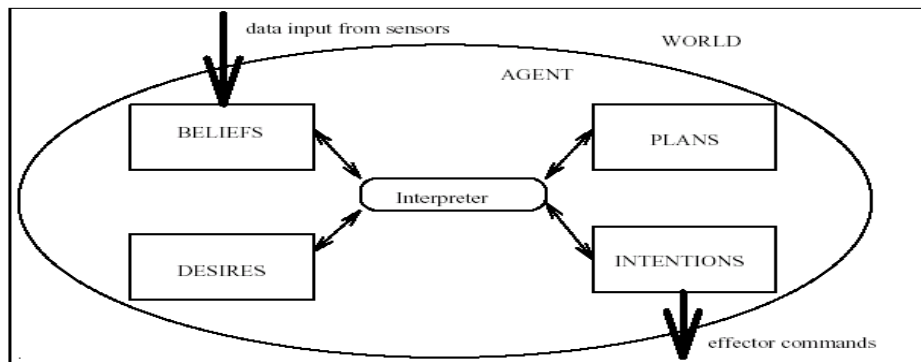 data input from sensors
WORLD
AGENT
BELIEFS
PLANS
Interpreter
DESIRES
INTENTIONS
effector commands